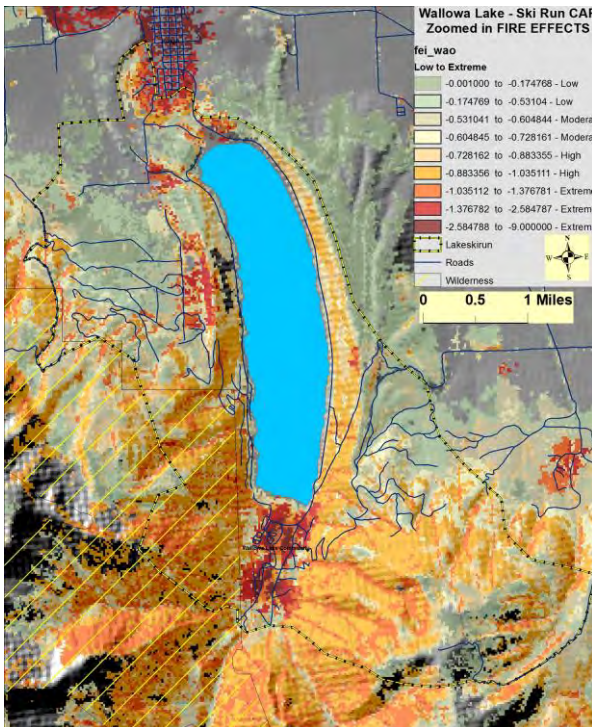 Wallowa Lake - Ski Run CAR
Zoomed in FIRE EFFECTS
fei_wao
Low to Extreme
-0.001000 to -0.174768 - Low
-0.174769 to -0.53104 - Low
-0.531041 to -0.604844 - Modera
-0.604845 to -0.728161 - Modera
-0.728162 to -0.883355 - High
-0.883356 to -1.035111 - High
-1.035112 to -1.376781 - Extrem
-1.376782 to -2.584787 - Extrem
-2.584788 to -9.000000 - Extrem
Lakeskirun
Roads
Wilderness
N
W E
S
0 0.5 1 Miles
Wallowa Lake